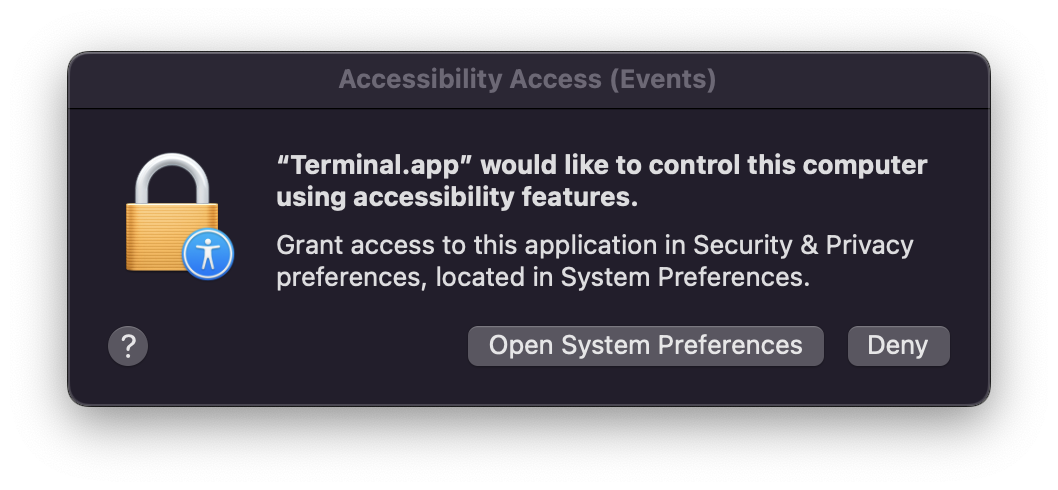 Accessibility Access (Events)
“Terminal.app” would like to control this computer
using accessibility features.
Grant access to this application in Security & Privacy
preferences, located in System Preferences.
?
Open System Preferences
Deny